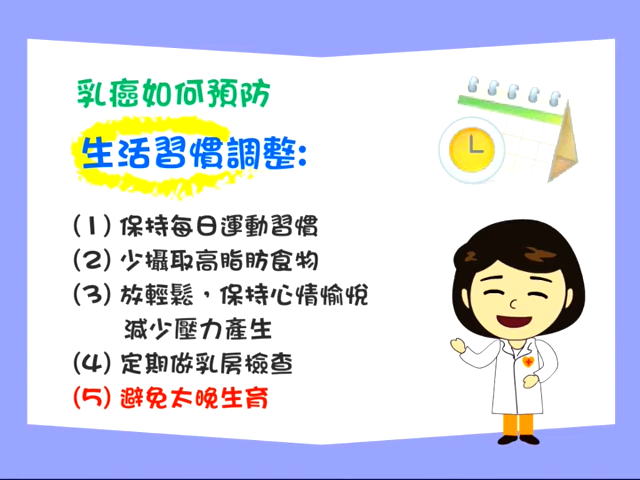 乳癌如何預防
生活習慣調整:
(1) 保持每日運動習慣
(2) 少攝取高脂肪食物
(3) 放輕鬆，保持心情愉悅
減少壓力產生
(4) 定期做乳房檢查
(5) 避免太晚生育